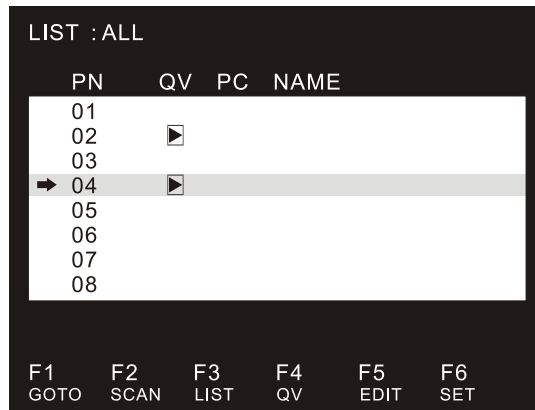 LIST : ALL
PN QV PC NAME
01
02
03
04
05
06
07
08
F1 F2 F3 F4 F5 F6
GOTO SCAN LIST QV EDIT SET